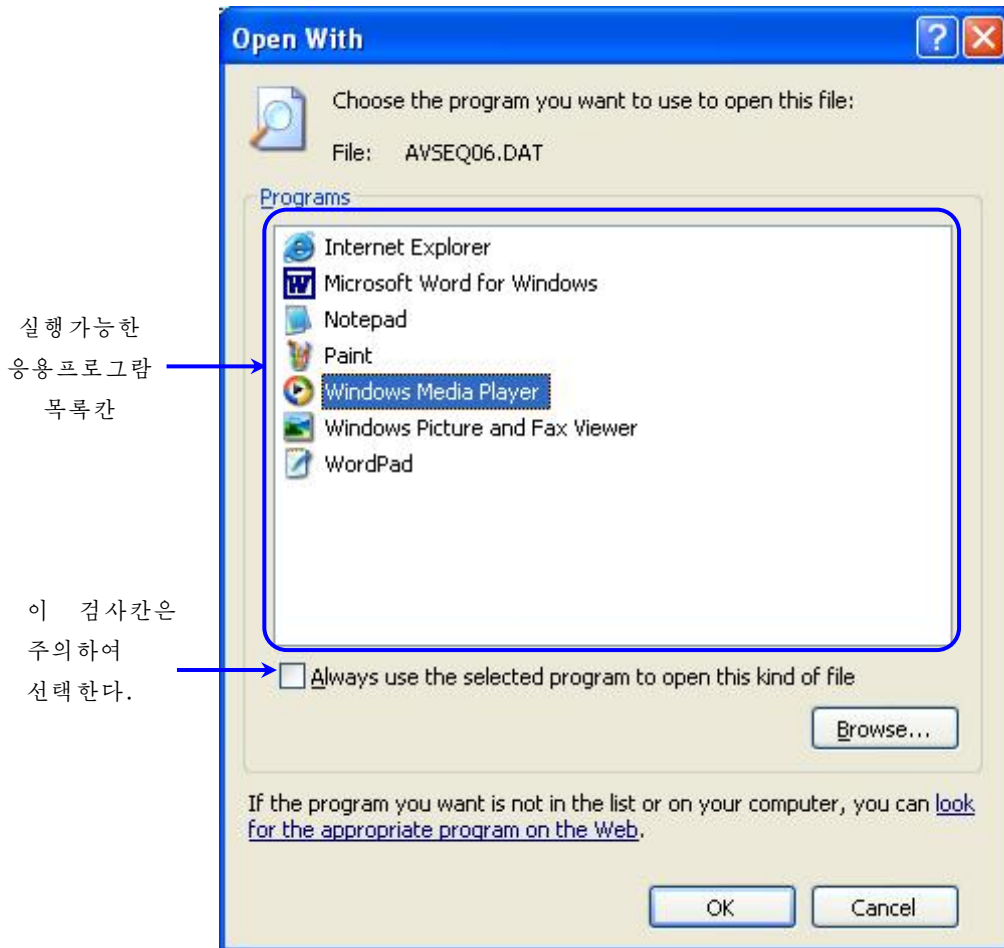 Open With
Choose the program you want to use to open this file:
File: AVSEQ06.DAT
Programs
Internet Explorer
Microsoft Word for Windows
Notepad
Paint
Windows Media Player
Windows Picture and Fax Viewer
WordPad
실행가능한
응용프로그람
목록칸
이 검사칸은
주의하여
선택한다.
Always use the selected program to open this kind of file
Browse...
If the program you want is not in the list or on your computer, you can look
for the appropriate program on the Web.
OK
Cancel